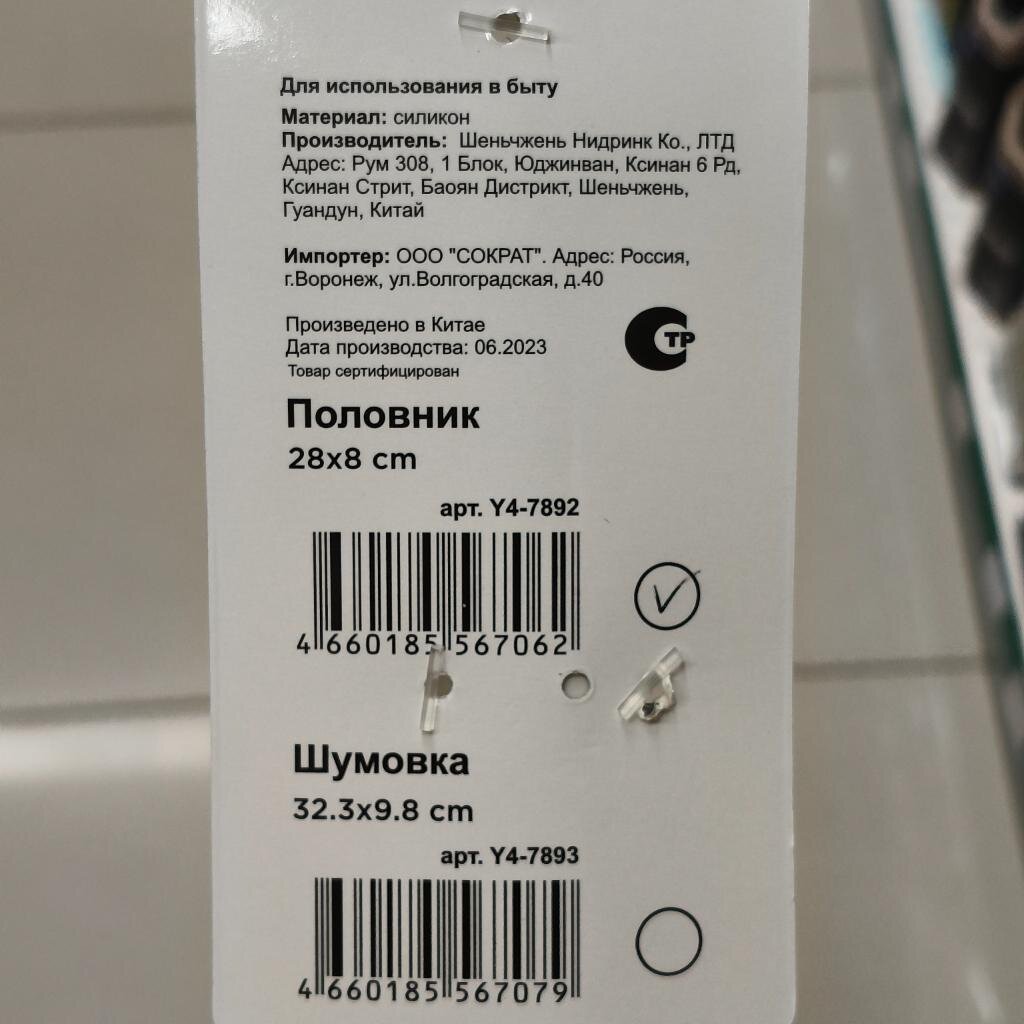 Для использования в быту
Материал: силикон
Производитель: Шеньчжень Нидринк Ко., ЛТД
Адрес: Рум 308, 1 Блок, Юджинван, Ксинан 6 Рд,
Ксинан Стрит, Баоян Дистрикт, Шеньчжень,
Гуандун, Китай
Импортер: ООО "СОКРАТ". Адрес: Россия,
г.Воронеж, ул.Волгоградская, д.40
Произведено в Китае
Дата производства: 06.2023
Товар сертифицирован
СТР
Половник
28x8 cm
арт. Y4-7892
4 660185 567062
Шумовка
32.3x9.8 cm
арт. Y4-7893
4 660185 567079